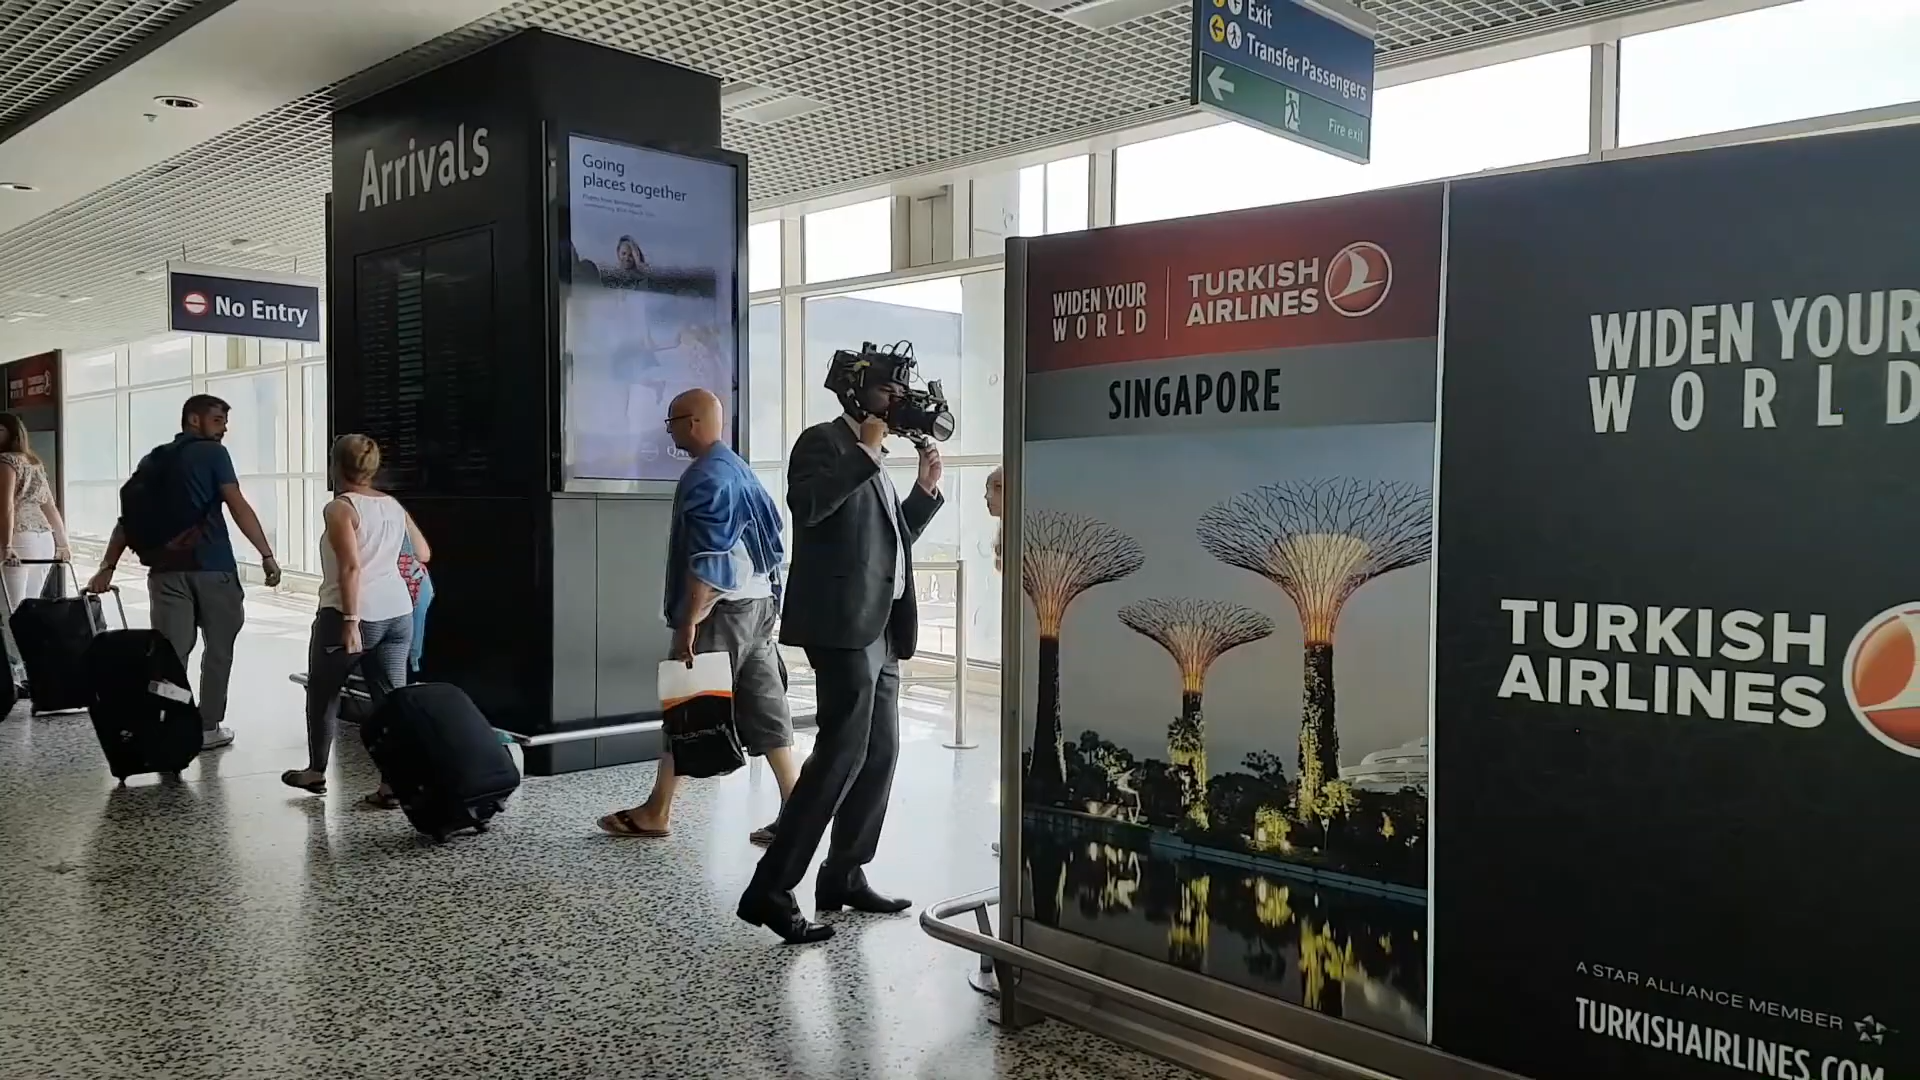 Exit
Transfer Passengers
Fire exit
Arrivals
Going
places together
No Entry
WIDEN YOUR
WORLD
TURKISH
AIRLINES
SINGAPORE
WIDEN YOUR
WORLD
TURKISH
AIRLINES
A STAR ALLIANCE MEMBER
TURKISHAIRLINES.COM